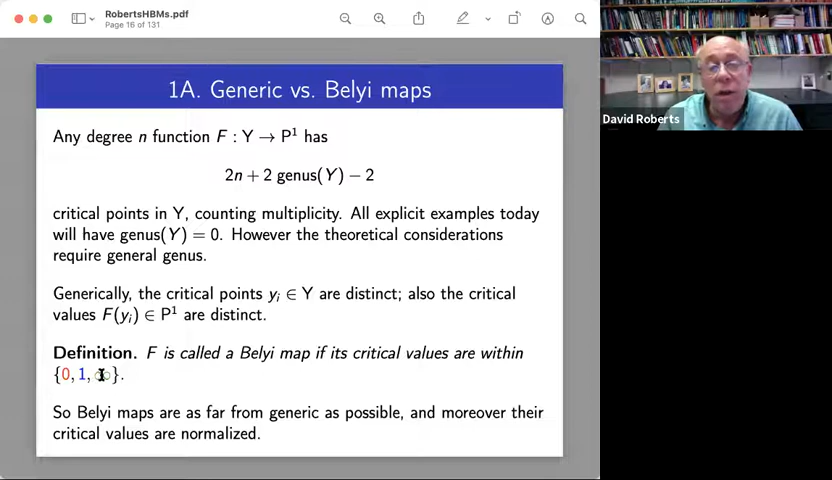 RobertsHBMs.pdf
Page 16 of 131
1A. Generic vs. Belyi maps
Any degree n function F : Y → P¹ has
2n + 2 genus(Y) − 2
critical points in Y, counting multiplicity. All explicit examples today
will have genus(Y) = 0. However the theoretical considerations
require general genus.
Generically, the critical points yᵢ ∈ Y are distinct; also the critical
values F(yᵢ) ∈ P¹ are distinct.
Definition. F is called a Belyi map if its critical values are within
{0, 1, ∞}.
So Belyi maps are as far from generic as possible, and moreover their
critical values are normalized.
David Roberts